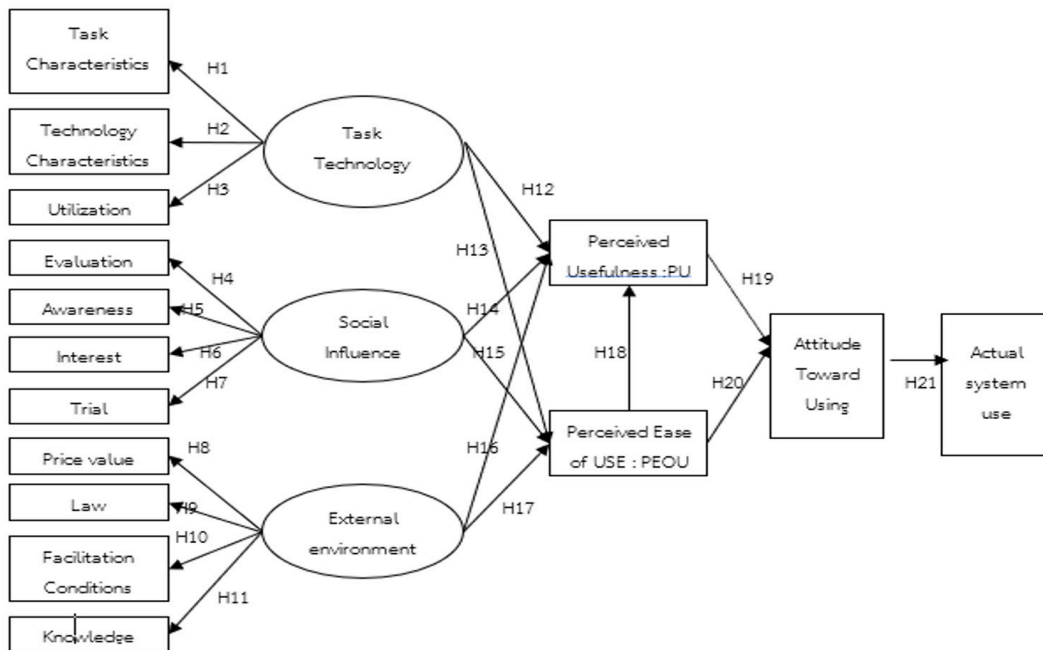 Task
Characteristics
H1
Technology
Characteristics
H2
Task
Technology
H3
Utilization
H12
Evaluation
H4
H13
Perceived
Usefulness :PU
H19
Awareness
H5
Social
Influence
H14
Interest
H6
H15
H18
Attitude
Toward
Using
H21
Actual
system
use
H7
Trial
H20
Price value
H8
H16
Perceived Ease
of USE : PEOU
Law
H9
External
environment
H17
H10
Facilitation
Conditions
H11
Knowledge